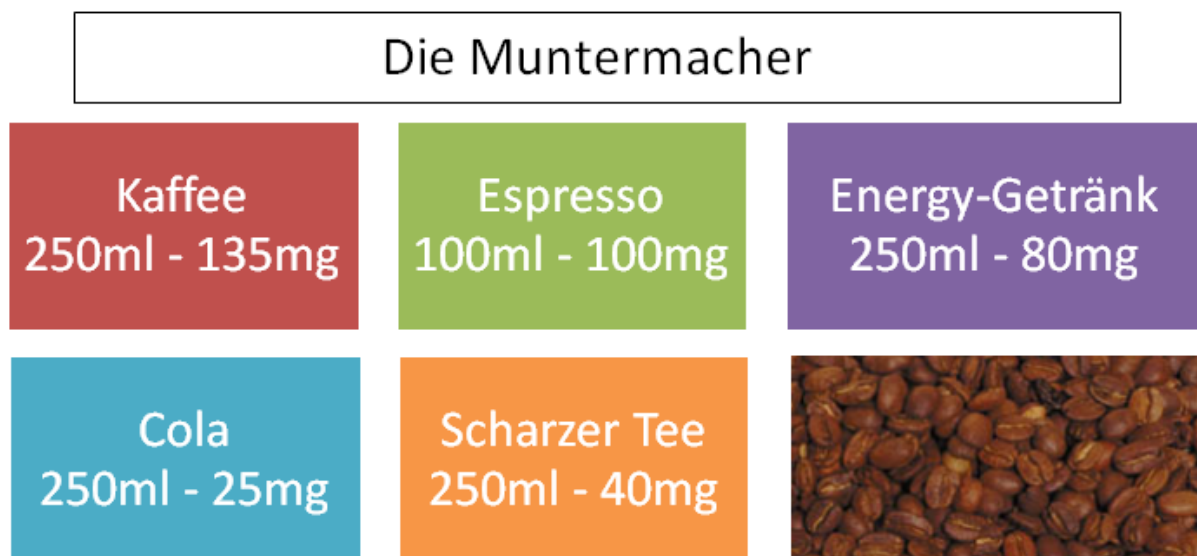 Die Muntermacher
Kaffee
250ml - 135mg
Espresso
100ml - 100mg
Energy-Getränk
250ml - 80mg
Cola
250ml - 25mg
Scharzer Tee
250ml - 40mg